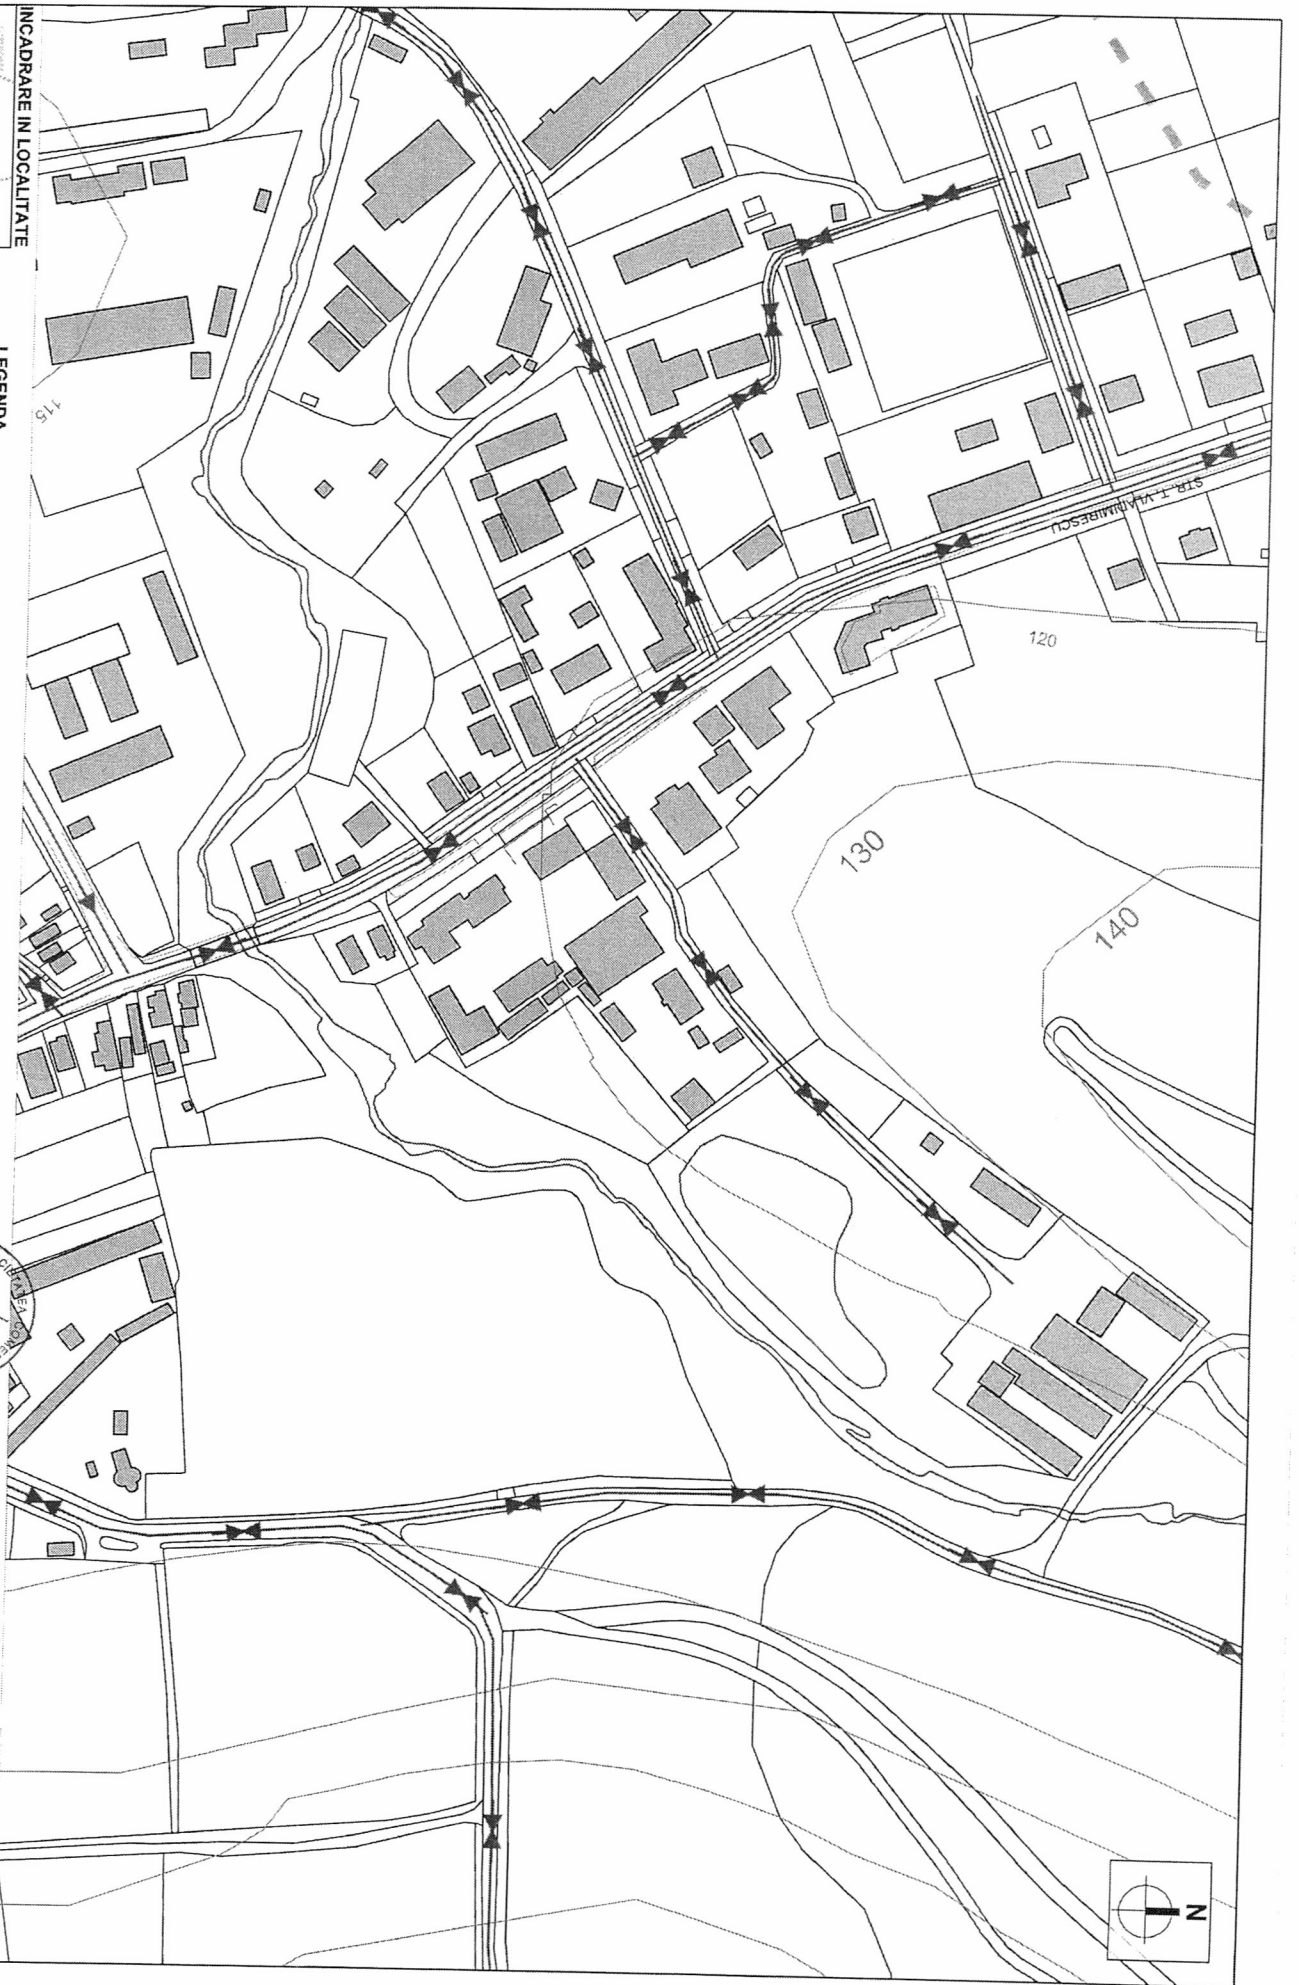 N
STR. T. VLADIMIRESCU
120
130
140
115
INCADRARE IN LOCALITATE
LEGENDA